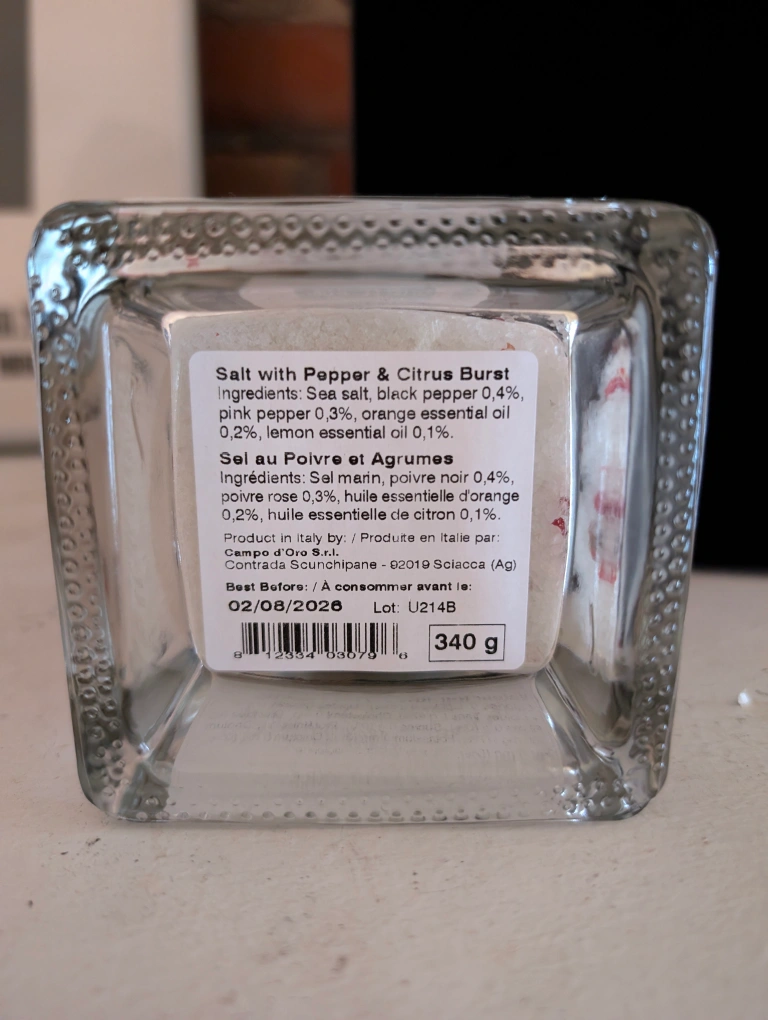 Salt with Pepper & Citrus Burst
Ingredients: Sea salt, black pepper 0,4%,
pink pepper 0,3%, orange essential oil
0,2%, lemon essential oil 0,1%.
Sel au Poivre et Agrumes
Ingrédients: Sel marin, poivre noir 0,4%,
poivre rose 0,3%, huile essentielle d'orange
0,2%, huile essentielle de citron 0,1%.
Product in Italy by: / Produite en Italie par:
Campo d'Oro S.r.l.
Contrada Scunchipane - 92019 Sciacca (Ag)
Best Before: / À consommer avant le:
02/08/2026 Lot: U214B
8 12334 03079 6 340 g